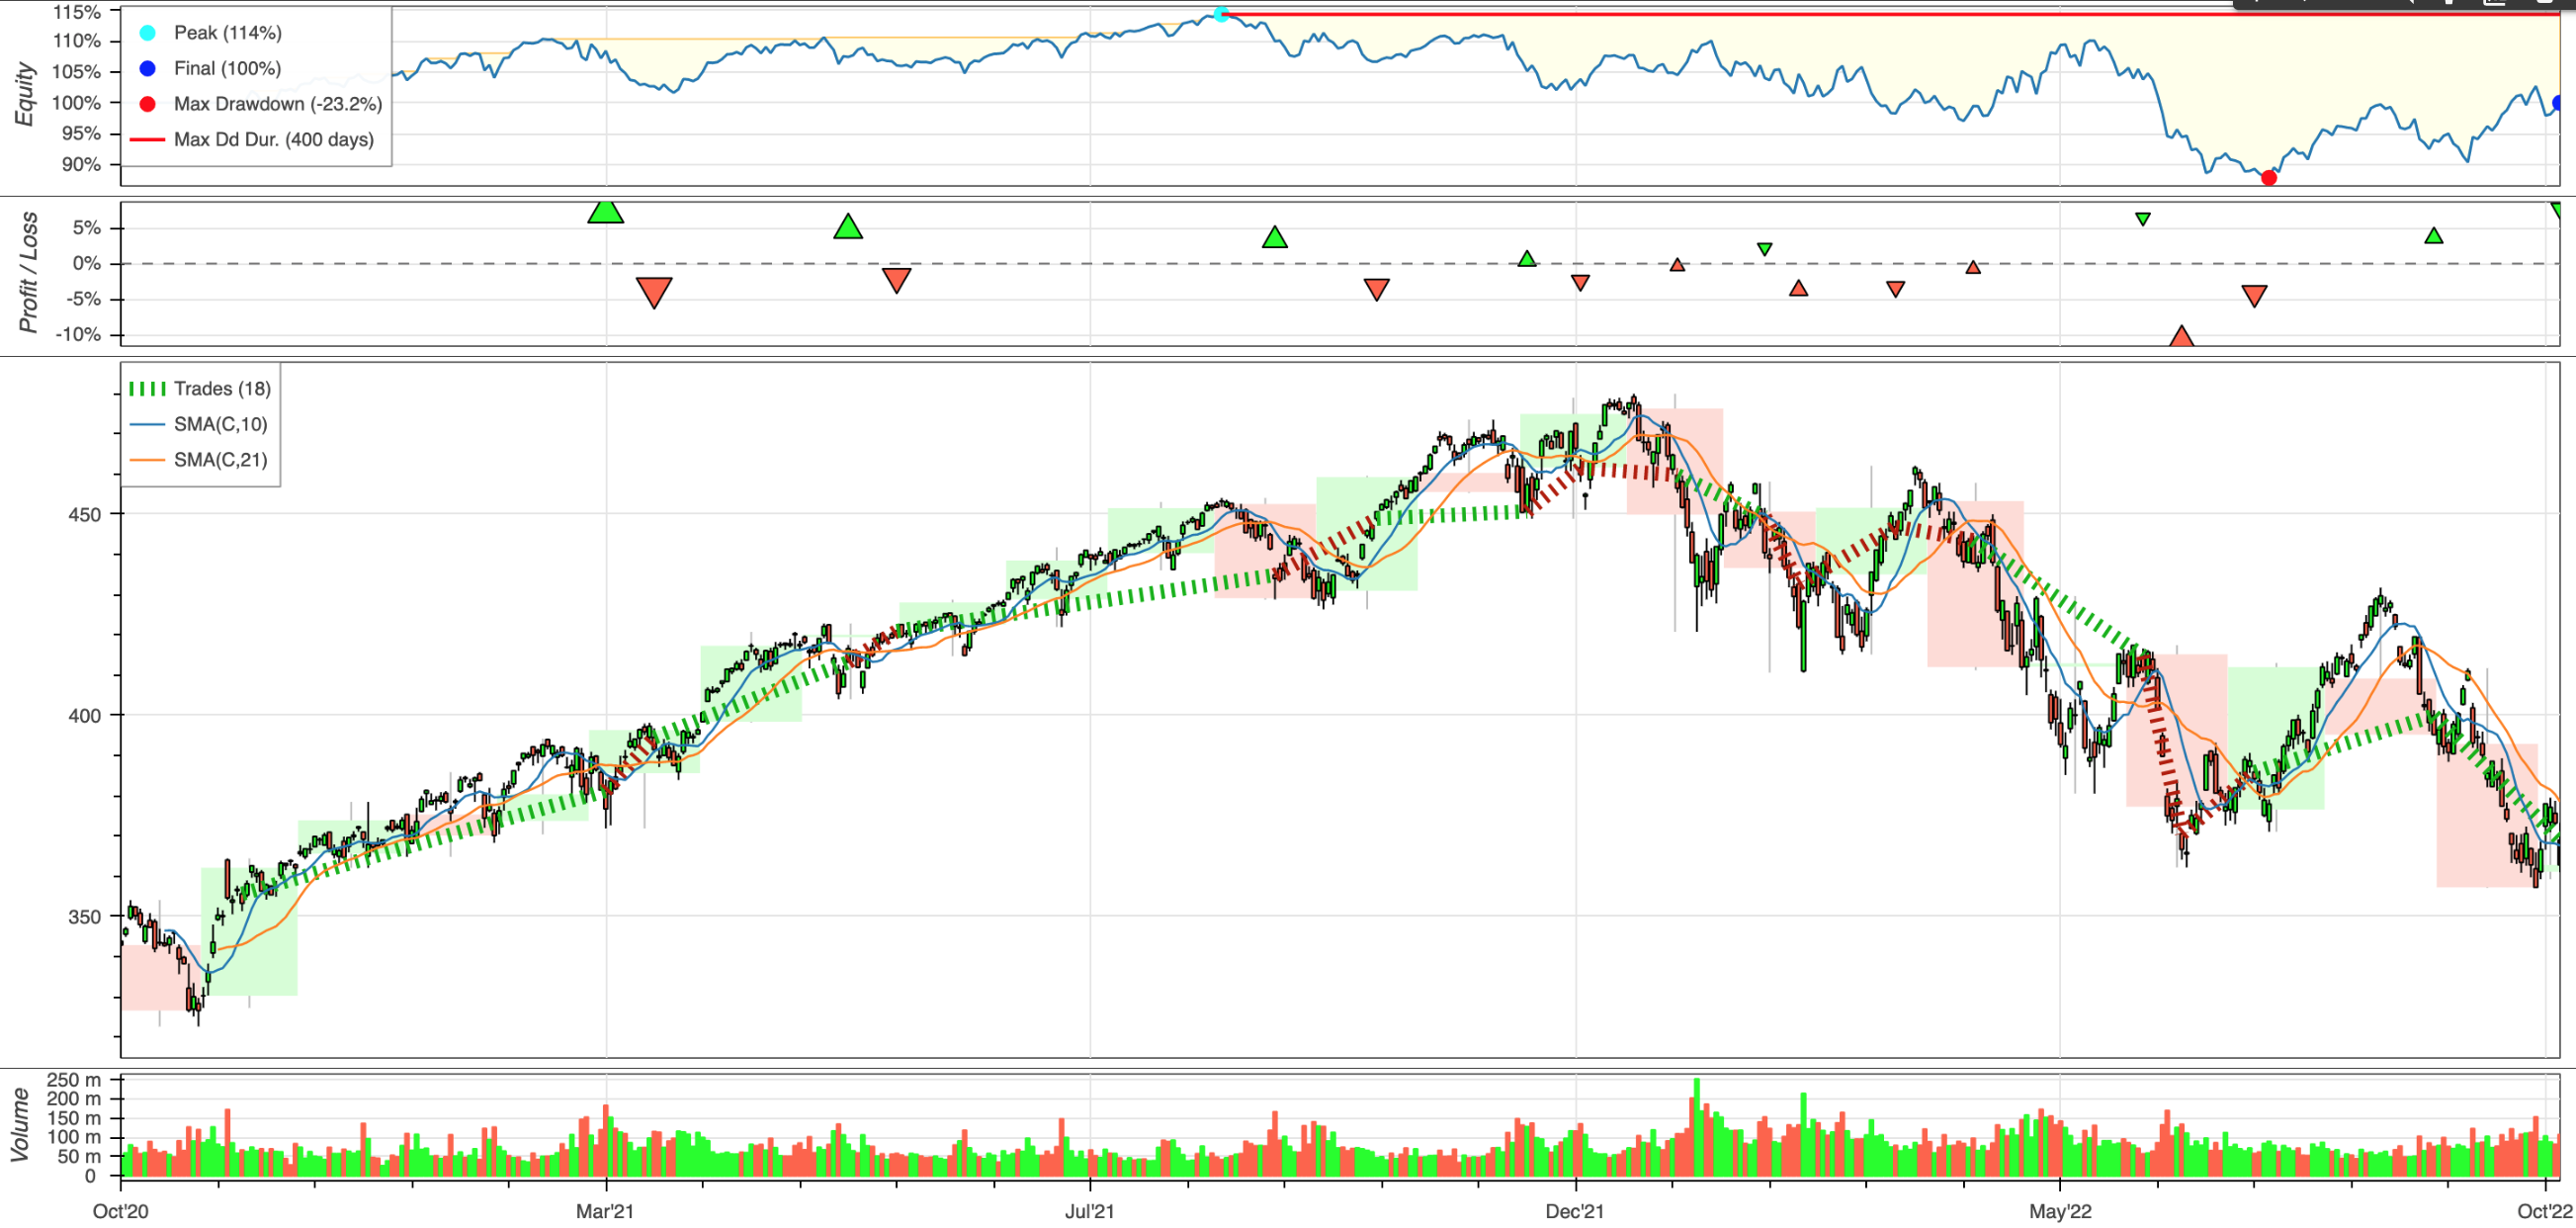 115%
110%
105%
100%
95%
90%
Equity
Peak (114%)
Final (100%)
Max Drawdown (-23.2%)
Max Dd Dur. (400 days)
5%
0%
-5%
-10%
Profit / Loss
Trades (18)
SMA(C,10)
SMA(C,21)
450
400
350
250 m
200 m
150 m
100 m
50 m
0
Volume
Oct'20
Mar'21
Jul'21
Dec'21
May'22
Oct'22